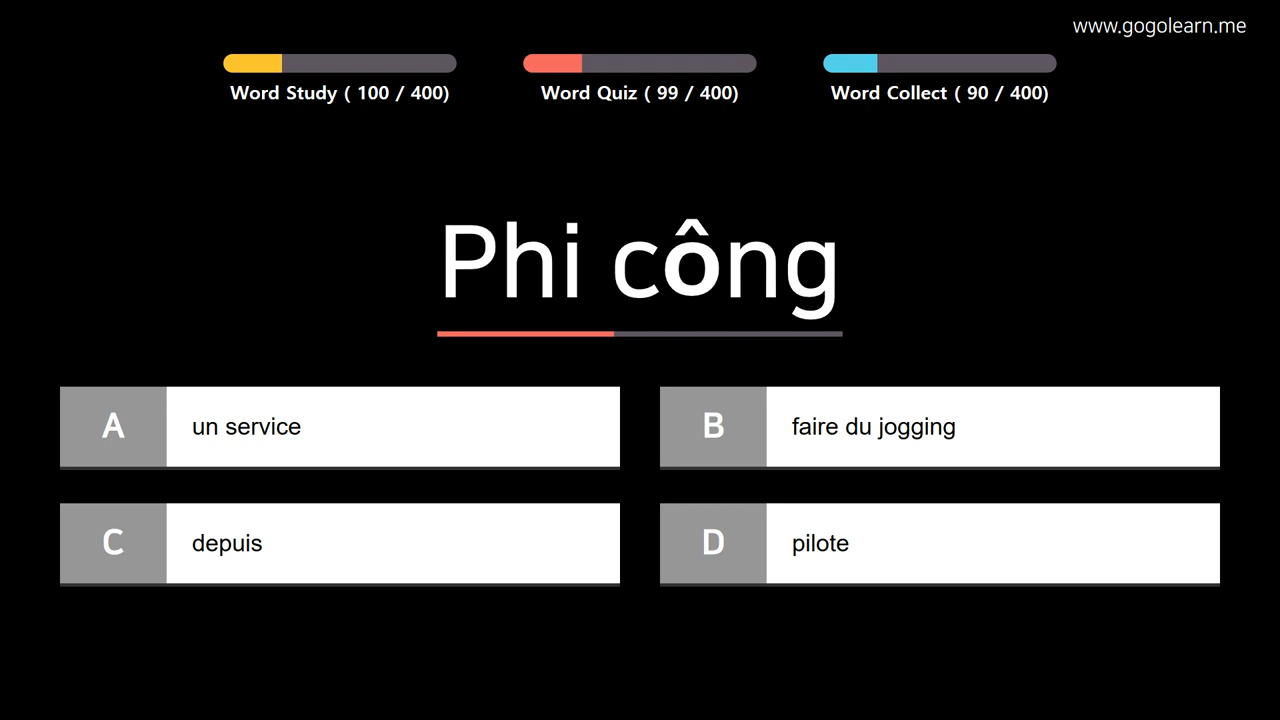 www.gogolearn.me
Word Study ( 100 / 400)
Word Quiz ( 99 / 400)
Word Collect ( 90 / 400)
Phi công
A un service
B faire du jogging
C depuis
D pilote